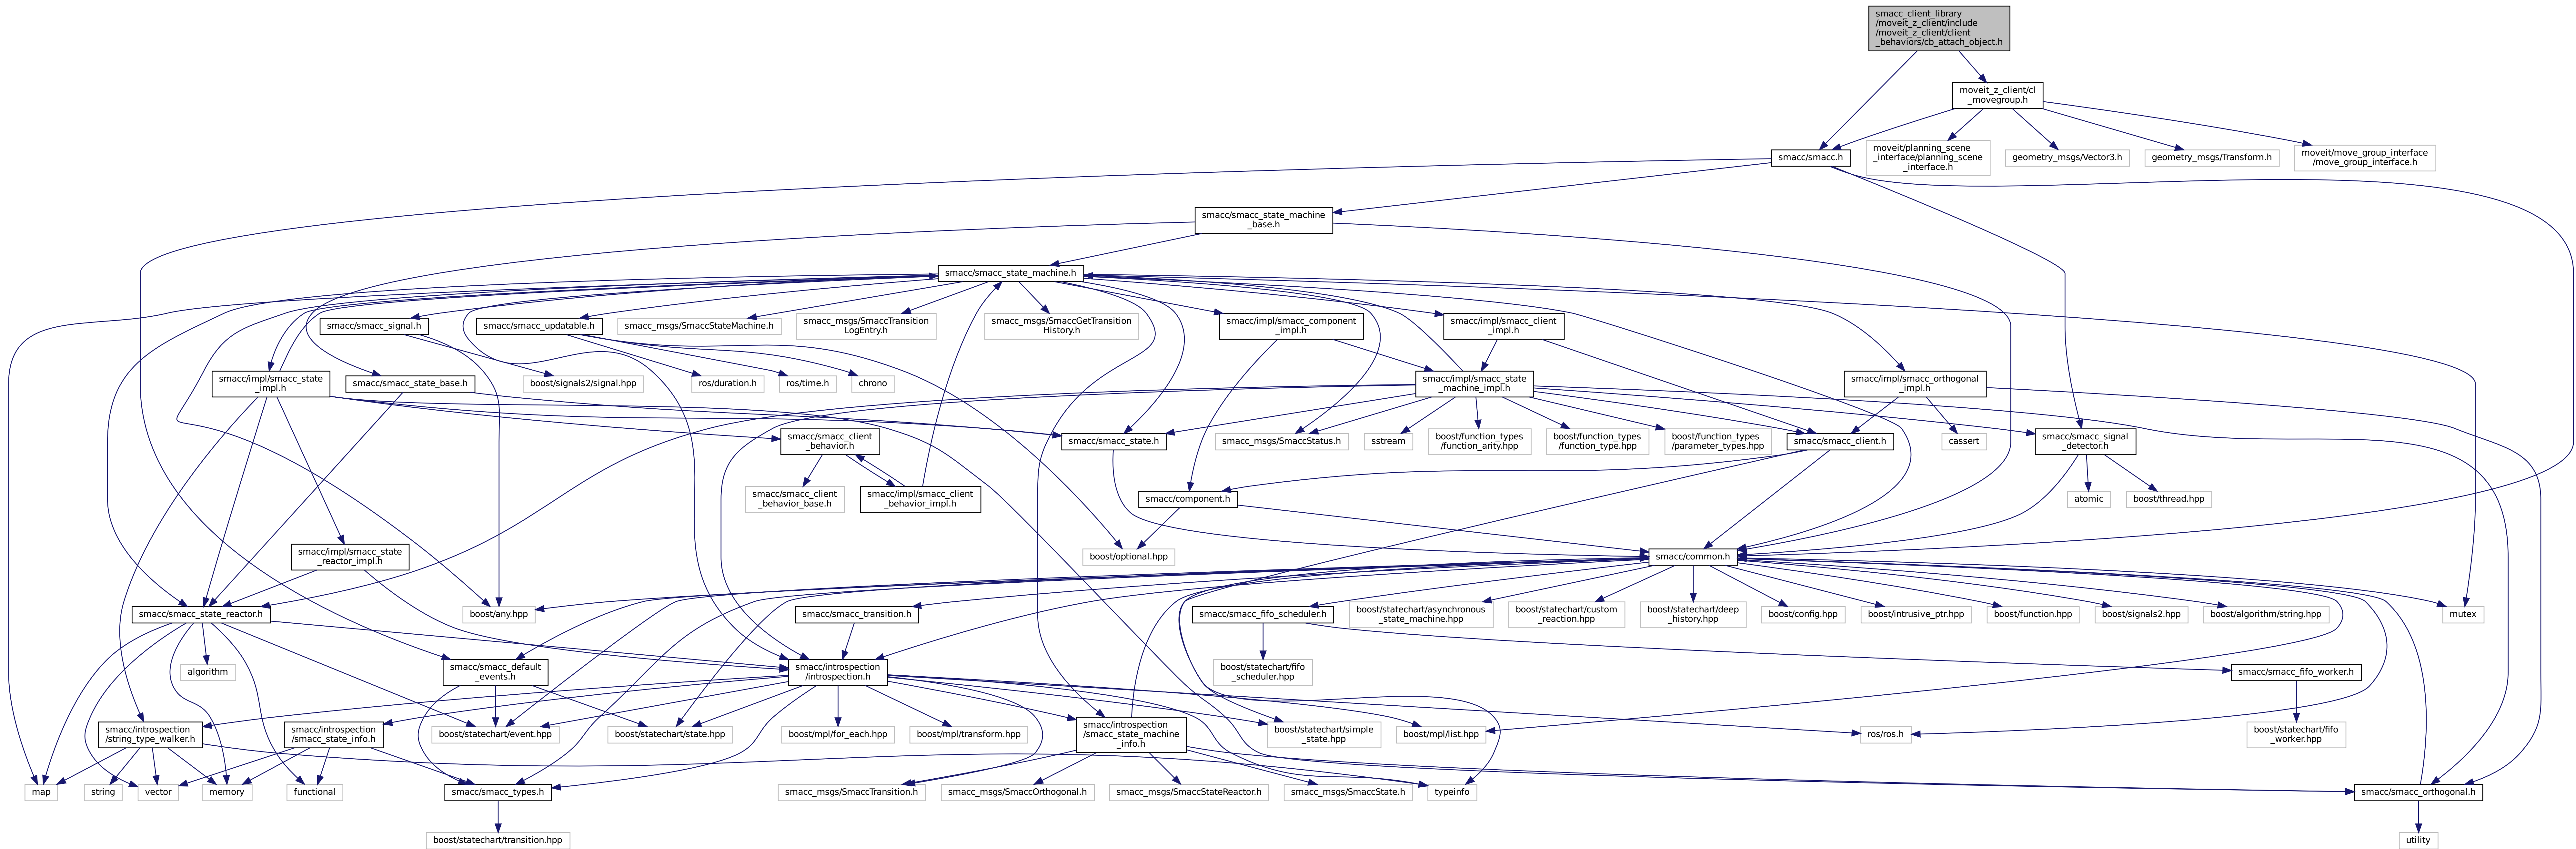 smacc_client_library
/moveit_z_client/include
/moveit_z_client/client
_behaviors/cb_attach_object.h
moveit_z_client/cl
_movegroup.h
smacc/smacc.h
moveit/planning_scene
_interface/planning_scene
_interface.h
geometry_msgs/Vector3.h
geometry_msgs/Transform.h
moveit/move_group_interface
/move_group_interface.h
smacc/smacc_state_machine
_base.h
smacc/smacc_state_machine.h
smacc/smacc_signal.h
smacc/smacc_updatable.h
smacc_msgs/SmaccStateMachine.h
smacc_msgs/SmaccTransition
LogEntry.h
smacc_msgs/SmaccGetTransition
History.h
smacc/impl/smacc_component
_impl.h
smacc/impl/smacc_client
_impl.h
smacc/impl/smacc_state
_impl.h
smacc/smacc_state_base.h
boost/signals2/signal.hpp
ros/duration.h
ros/time.h
chrono
smacc/impl/smacc_state
_machine_impl.h
smacc/impl/smacc_orthogonal
_impl.h
smacc/smacc_client
_behavior.h
smacc/smacc_state.h
smacc_msgs/SmaccStatus.h
sstream
boost/function_types
/function_arity.hpp
boost/function_types
/function_type.hpp
boost/function_types
/parameter_types.hpp
smacc/smacc_client.h
cassert
smacc/smacc_signal
_detector.h
smacc/smacc_client
_behavior_base.h
smacc/impl/smacc_client
_behavior_impl.h
smacc/component.h
atomic
boost/thread.hpp
smacc/impl/smacc_state
_reactor_impl.h
boost/optional.hpp
smacc/common.h
smacc/smacc_state_reactor.h
boost/any.hpp
smacc/smacc_transition.h
smacc/smacc_fifo_scheduler.h
boost/statechart/asynchronous
_state_machine.hpp
boost/statechart/custom
_reaction.hpp
boost/statechart/deep
_history.hpp
boost/config.hpp
boost/intrusive_ptr.hpp
boost/function.hpp
boost/signals2.hpp
boost/algorithm/string.hpp
mutex
algorithm
smacc/smacc_default
_events.h
smacc/introspection
/introspection.h
boost/statechart/fifo
_scheduler.hpp
smacc/smacc_fifo_worker.h
smacc/introspection
/string_type_walker.h
smacc/introspection
/smacc_state_info.h
boost/statechart/event.hpp
boost/statechart/state.hpp
boost/mpl/for_each.hpp
boost/mpl/transform.hpp
smacc/introspection
/smacc_state_machine
_info.h
boost/statechart/simple
_state.hpp
boost/mpl/list.hpp
ros/ros.h
boost/statechart/fifo
_worker.hpp
map
string
vector
memory
functional
smacc/smacc_types.h
smacc_msgs/SmaccTransition.h
smacc_msgs/SmaccOrthogonal.h
smacc_msgs/SmaccStateReactor.h
smacc_msgs/SmaccState.h
typeinfo
smacc/smacc_orthogonal.h
boost/statechart/transition.hpp
utility